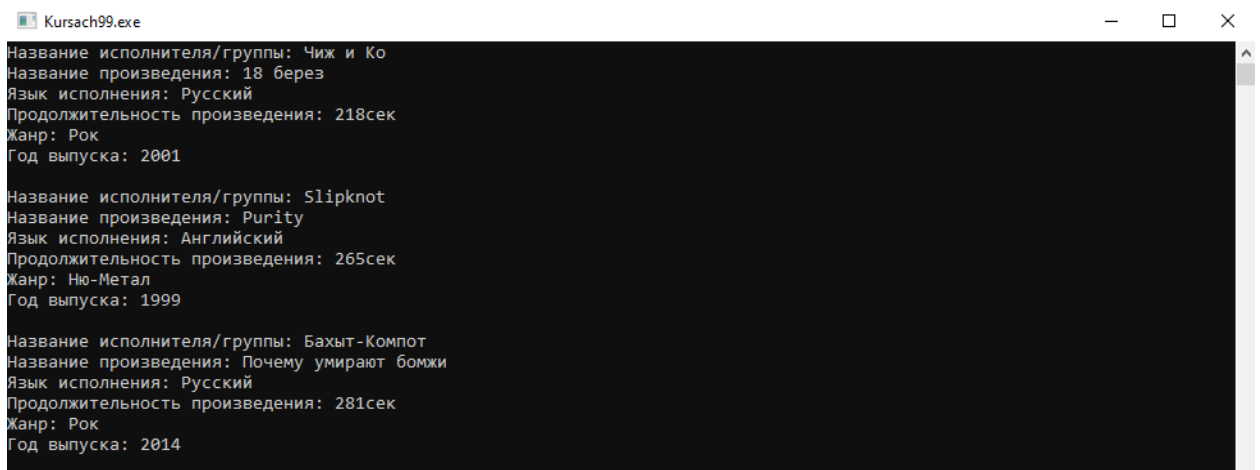 Kursach99.exe
Название исполнителя/группы: Чиж и Ко
Название произведения: 18 берез
Язык исполнения: Русский
Продолжительность произведения: 218сек
Жанр: Рок
Год выпуска: 2001
Название исполнителя/группы: Slipknot
Название произведения: Purity
Язык исполнения: Английский
Продолжительность произведения: 265сек
Жанр: Ню-Метал
Год выпуска: 1999
Название исполнителя/группы: Бахыт-Компот
Название произведения: Почему умирают бомжи
Язык исполнения: Русский
Продолжительность произведения: 281сек
Жанр: Рок
Год выпуска: 2014